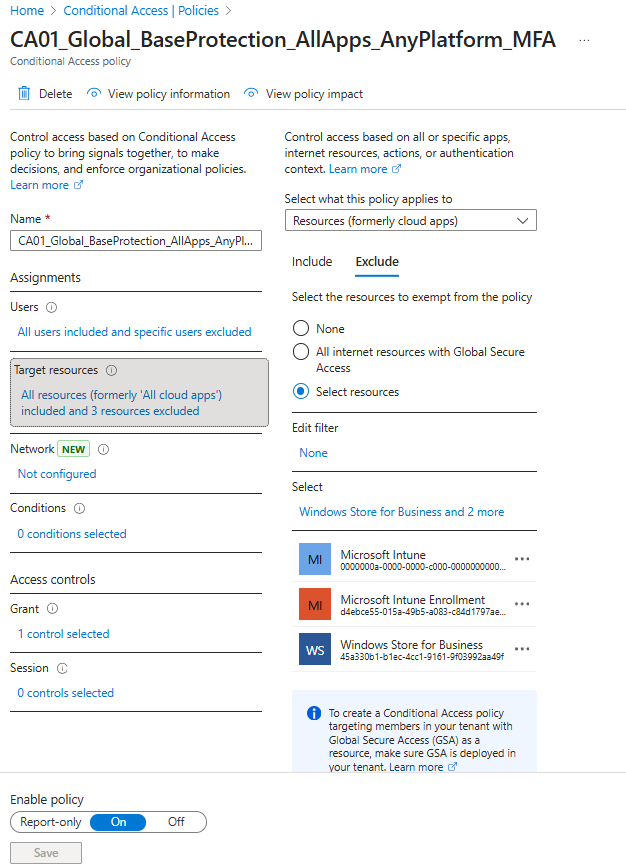 Home > Conditional Access | Policies >
CA01_Global_BaseProtection_AllApps_AnyPlatform_MFA ...
Conditional Access policy
Delete View policy information View policy impact
Control access based on Conditional Access
policy to bring signals together, to make
decisions, and enforce organizational policies.
Learn more
Name *
CA01_Global_BaseProtection_AllApps_AnyPl...
Assignments
Users
All users included and specific users excluded
Target resources
All resources (formerly 'All cloud apps')
included and 3 resources excluded
Network NEW
Not configured
Conditions
0 conditions selected
Access controls
Grant
1 control selected
Session
0 controls selected
Control access based on all or specific apps,
internet resources, actions, or authentication
context. Learn more
Select what this policy applies to
Resources (formerly cloud apps)
Include Exclude
Select the resources to exempt from the policy
None
All internet resources with Global Secure
Access
Select resources
Edit filter
None
Select
Windows Store for Business and 2 more
MI Microsoft Intune ...
0000000a-0000-0000-c000-0000000000...
MI Microsoft Intune Enrollment ...
d4ebce55-015a-49b5-a083-c84d1797ae...
WS Windows Store for Business ...
45a330b1-b1ec-4cc1-9161-9f03992aa49f
To create a Conditional Access policy
targeting members in your tenant with
Global Secure Access (GSA) as a
resource, make sure GSA is deployed in
your tenant. Learn more
Enable policy
Report-only On Off
Save